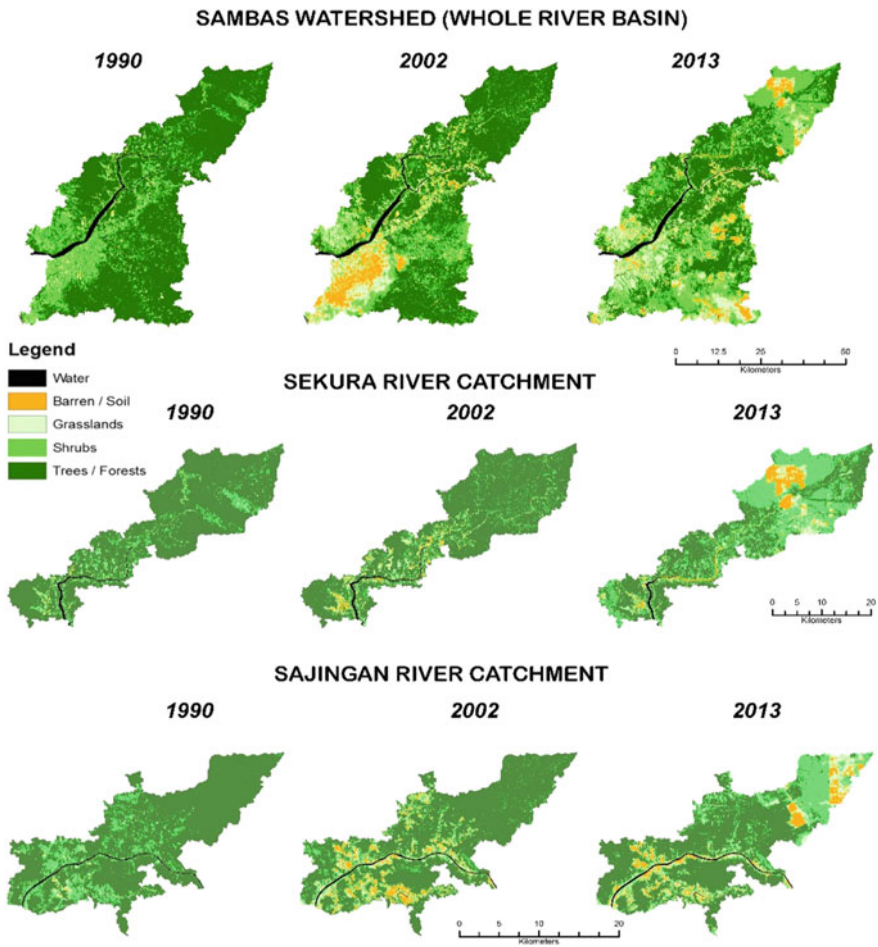 SAMBAS WATERSHED (WHOLE RIVER BASIN)
1990 2002 2013
Legend
Water
Barren / Soil
Grasslands
Shrubs
Trees / Forests
0 12.5 26 50
Kilometers
SEKURA RIVER CATCHMENT
1990 2002 2013
0 5 10 15 20
Kilometers
SAJINGAN RIVER CATCHMENT
1990 2002 2013
0 5 10 20
Kilometers